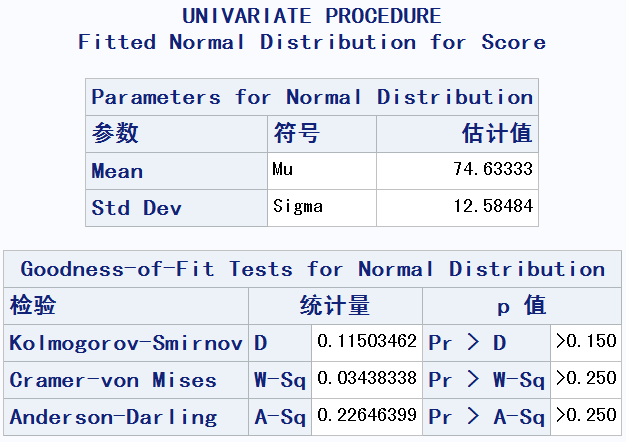 UNIVARIATE PROCEDURE
Fitted Normal Distribution for Score
Parameters for Normal Distribution
参数 符号 估计值
Mean Mu 74.63333
Std Dev Sigma 12.58484
Goodness-of-Fit Tests for Normal Distribution
检验 统计量 p 值
Kolmogorov-Smirnov D 0.11503462 Pr > D >0.150
Cramer-von Mises W-Sq 0.03438338 Pr > W-Sq >0.250
Anderson-Darling A-Sq 0.22646399 Pr > A-Sq >0.250